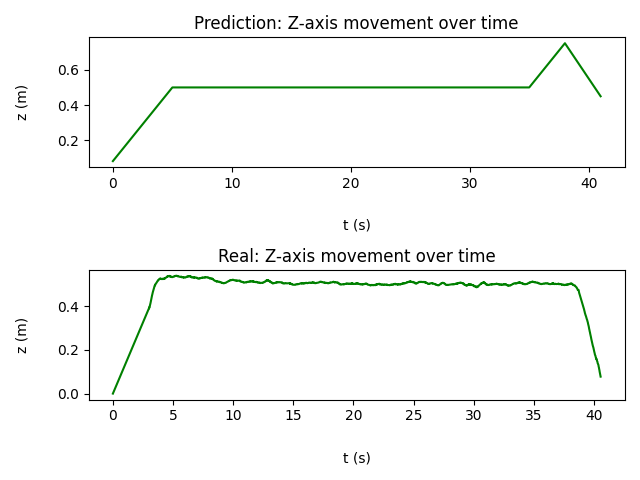 Prediction: Z-axis movement over time
z (m)
0.6
0.4
0.2
0 10 20 30 40
t (s)
Real: Z-axis movement over time
z (m)
0.4
0.2
0.0
0 5 10 15 20 25 30 35 40
t (s)